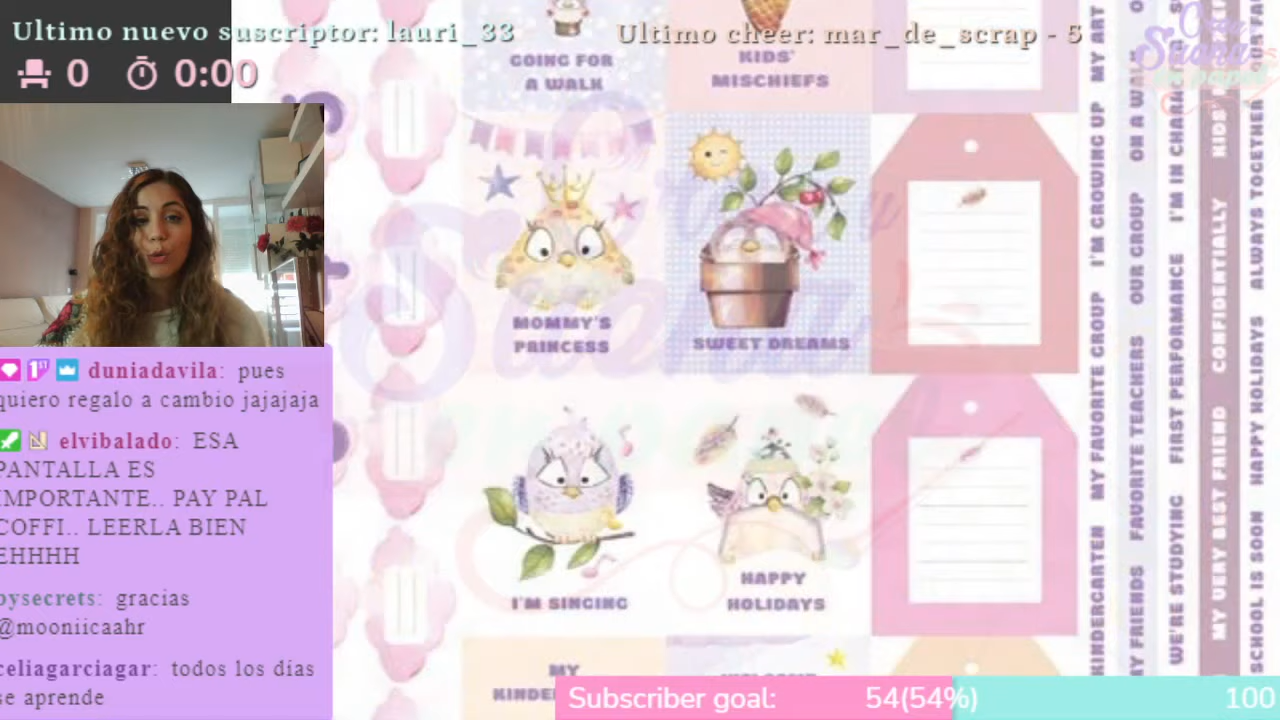 Ultimo nuevo suscriptor: lauri_33
Ultimo cheer: mar_de_scrap - 5
0 0:00
duniadavila: pues
quiero regalo a cambio jajajaja
elvibalado: ESA
PANTALLA ES
IMPORTANTE.. PAY PAL
COFFI.. LEERLA BIEN
EHHHH
bysecrets: gracias
@mooniicaahr
celiagarciagar: todos los días
se aprende
GOING FOR
A WALK
KIDS'
MISCHIEFS
MOMMY'S
PRINCESS
SWEET DREAMS
I'M SINGING
HAPPY
HOLIDAYS
MY
KINDER
KINDERGARTEN MY FAVORITE GROUP I'M GROWING UP MY ART
MY FRIENDS FAVORITE TEACHERS OUR GROUP ON A WALK
WE'RE STUDYING FIRST PERFORMANCE I'M IN
MY VERY BEST FRIEND CONFIDENTIALLY KIDS'
SCHOOL IS SOON HAPPY HOLIDAYS ALWAYS TOGETHER
Subscriber goal: 54(54%) 100